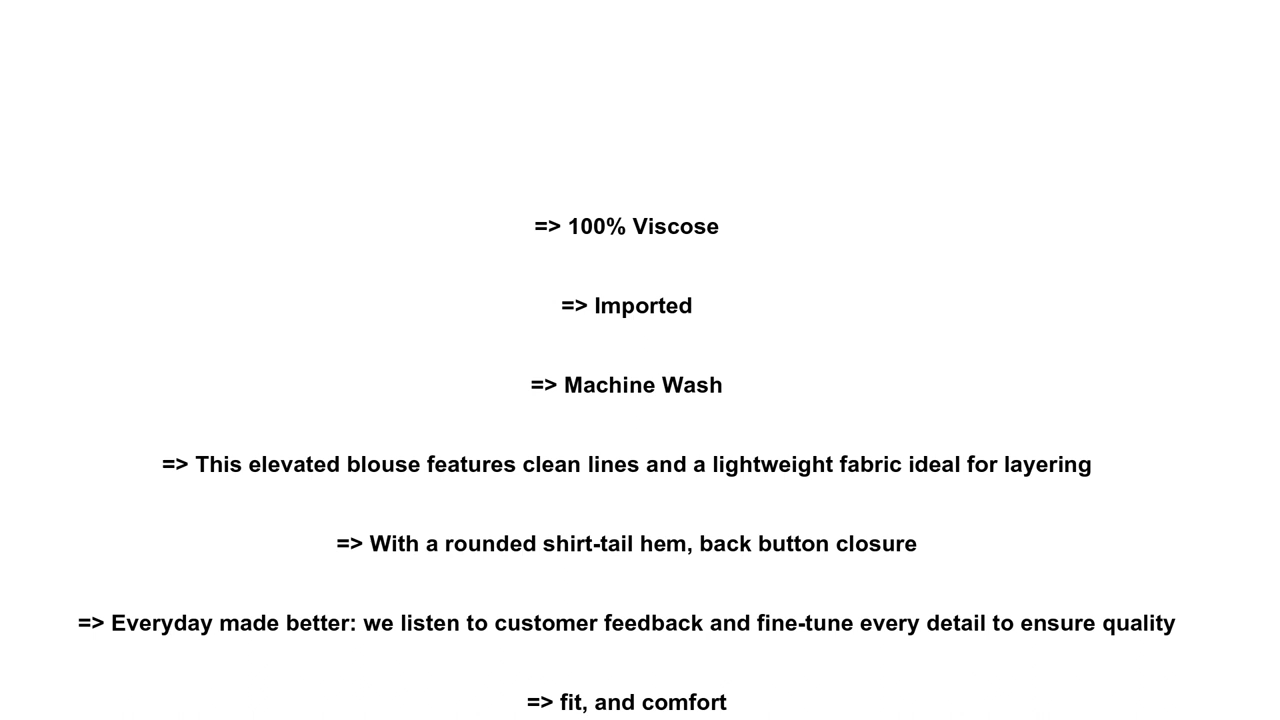 => 100% Viscose
=> Imported
=> Machine Wash
=> This elevated blouse features clean lines and a lightweight fabric ideal for layering
=> With a rounded shirt-tail hem, back button closure
=> Everyday made better: we listen to customer feedback and fine-tune every detail to ensure quality
=> fit, and comfort